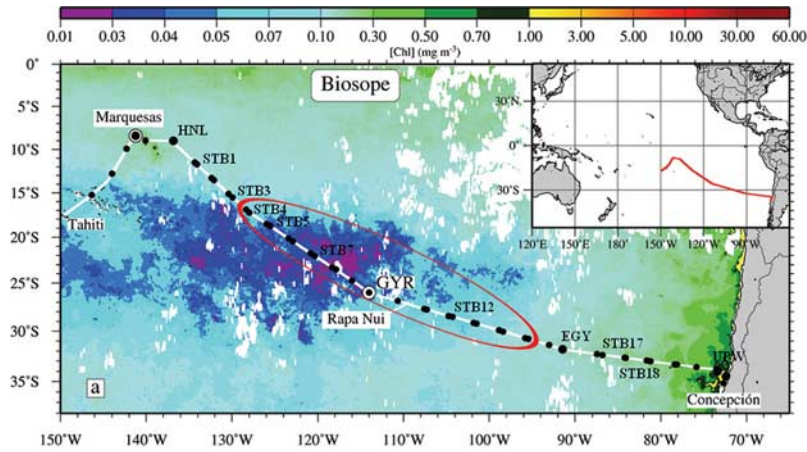 0.01 0.03 0.04 0.05 0.07 0.10 0.30 0.50 0.70 1.00 3.00 5.00 10.00 30.00 60.00
[Chl] (mg m⁻³)
Biosope
0°
5°S
10°S
15°S
20°S
25°S
30°S
35°S
Marquesas
HNL
STB1
STB3
STB4
STB5
STB7
Tahiti
GYR
Rapa Nui
STB12
EGY
STB17
STB18
UPW
Concepción
a
150°W 140°W 130°W 120°W 110°W 100°W 90°W 80°W 70°W
30°N
0°
30°S
120°E 150°E 180°E 150°W 120°W 90°W